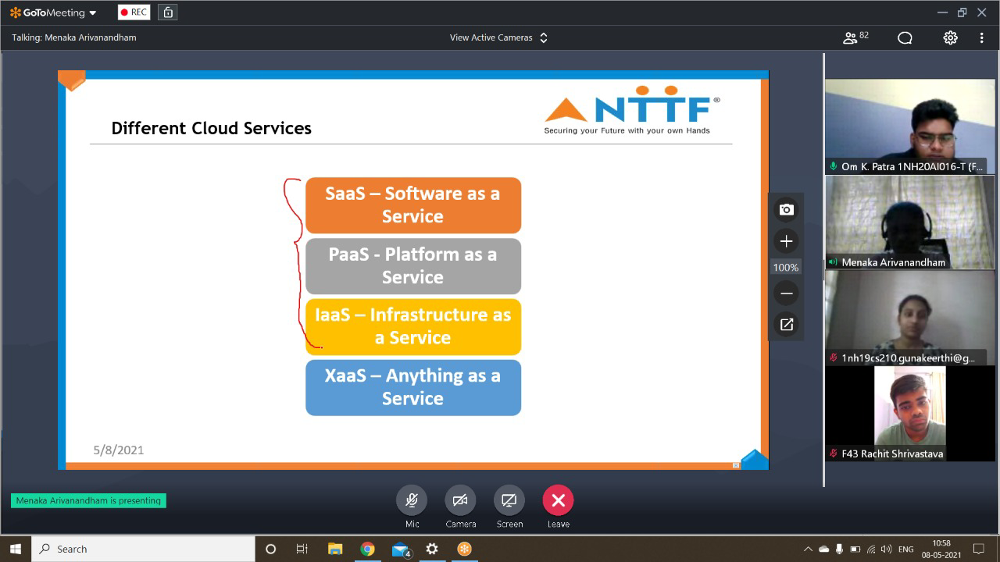 GoToMeeting
REC
Talking: Menaka Arivanandham
View Active Cameras
82
NTTF®
Securing your Future with your own Hands
Different Cloud Services
SaaS – Software as a
Service
PaaS - Platform as a
Service
IaaS – Infrastructure as
a Service
XaaS – Anything as a
Service
5/8/2021
100%
Om K. Patra 1NH20AI016-T (F...
Menaka Arivanandham
1nh19cs210.gunakeerthi@g...
F43 Rachit Shrivastava
Menaka Arivanandham is presenting
Mic
Camera
Screen
Leave
Search
4
ENG
10:58
08-05-2021